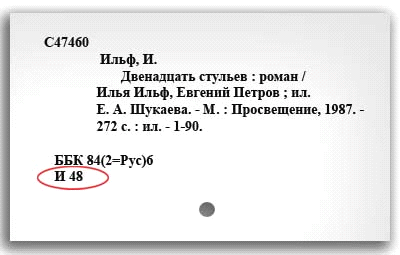 С47460
Ильф, И.
Двенадцать стульев : роман /
Илья Ильф, Евгений Петров ; ил.
Е. А. Шукаева. - М. : Просвещение, 1987. -
272 с. : ил. - 1-90.
ББК 84(2=Рус)6
И 48